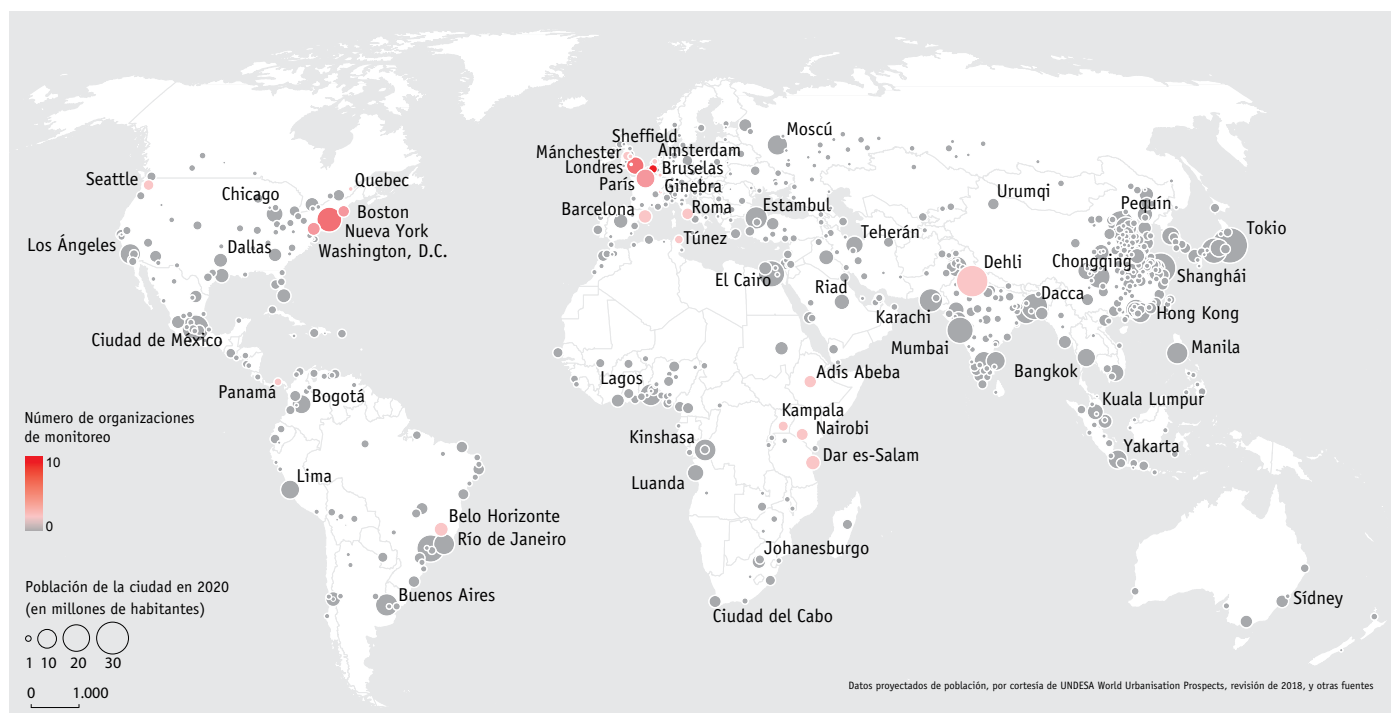 Sheffield
Mánchester
Ámsterdam
Londres
Bruselas
París
Ginebra
Moscú
Seattle
Chicago
Quebec
Boston
Nueva York
Washington, D.C.
Los Ángeles
Dallas
Barcelona
Roma
Estambul
Túnez
Teherán
Urumqi
Pequín
Tokio
El Cairo
Riad
Dehli
Chongqing
Shanghái
Dacca
Karachi
Hong Kong
Mumbai
Manila
Bangkok
Ciudad de México
Panamá
Bogotá
Lagos
Adís Abeba
Kampala
Nairobi
Kinshasa
Dar es-Salam
Luanda
Kuala Lumpur
Yakarta
Lima
Belo Horizonte
Río de Janeiro
Buenos Aires
Johanesburgo
Ciudad del Cabo
Sídney
Número de organizaciones
de monitoreo
10
0
Población de la ciudad en 2020
(en millones de habitantes)
1 10 20 30
0 1.000
Datos proyectados de población, por cortesía de UNDESA World Urbanisation Prospects, revisión de 2018, y otras fuentes